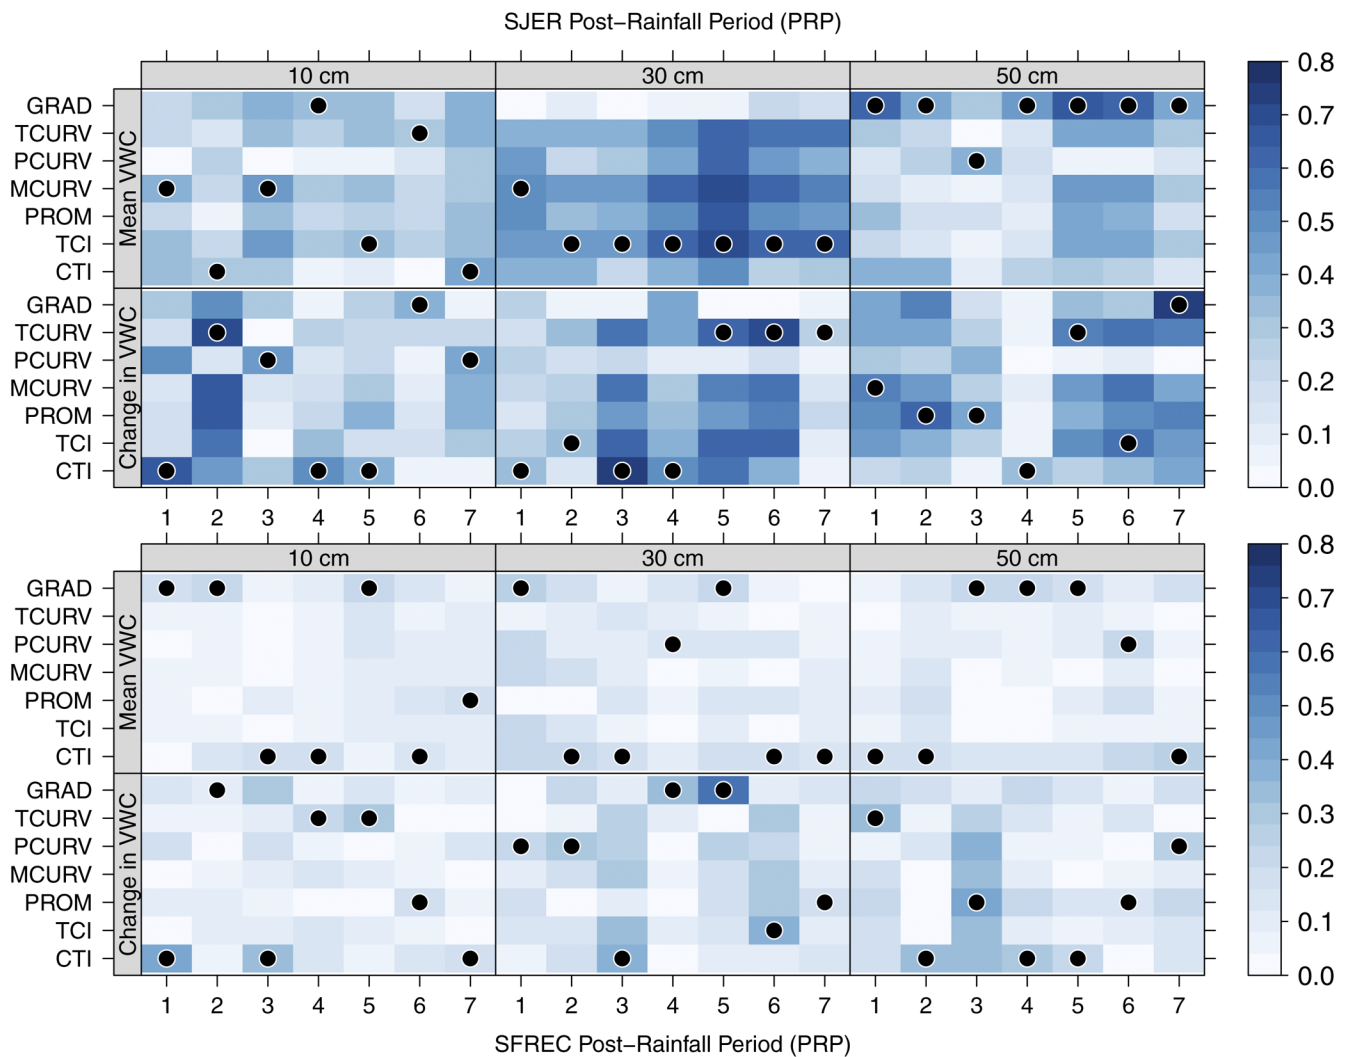 SJER Post−Rainfall Period (PRP)
10 cm 30 cm 50 cm
Mean VWC
GRAD
TCURV
PCURV
MCURV
PROM
TCI
CTI
Change in VWC
GRAD
TCURV
PCURV
MCURV
PROM
TCI
CTI
1 2 3 4 5 6 7 1 2 3 4 5 6 7 1 2 3 4 5 6 7
0.8
0.7
0.6
0.5
0.4
0.3
0.2
0.1
0.0
10 cm 30 cm 50 cm
Mean VWC
GRAD
TCURV
PCURV
MCURV
PROM
TCI
CTI
Change in VWC
GRAD
TCURV
PCURV
MCURV
PROM
TCI
CTI
1 2 3 4 5 6 7 1 2 3 4 5 6 7 1 2 3 4 5 6 7
0.8
0.7
0.6
0.5
0.4
0.3
0.2
0.1
0.0
SFREC Post−Rainfall Period (PRP)